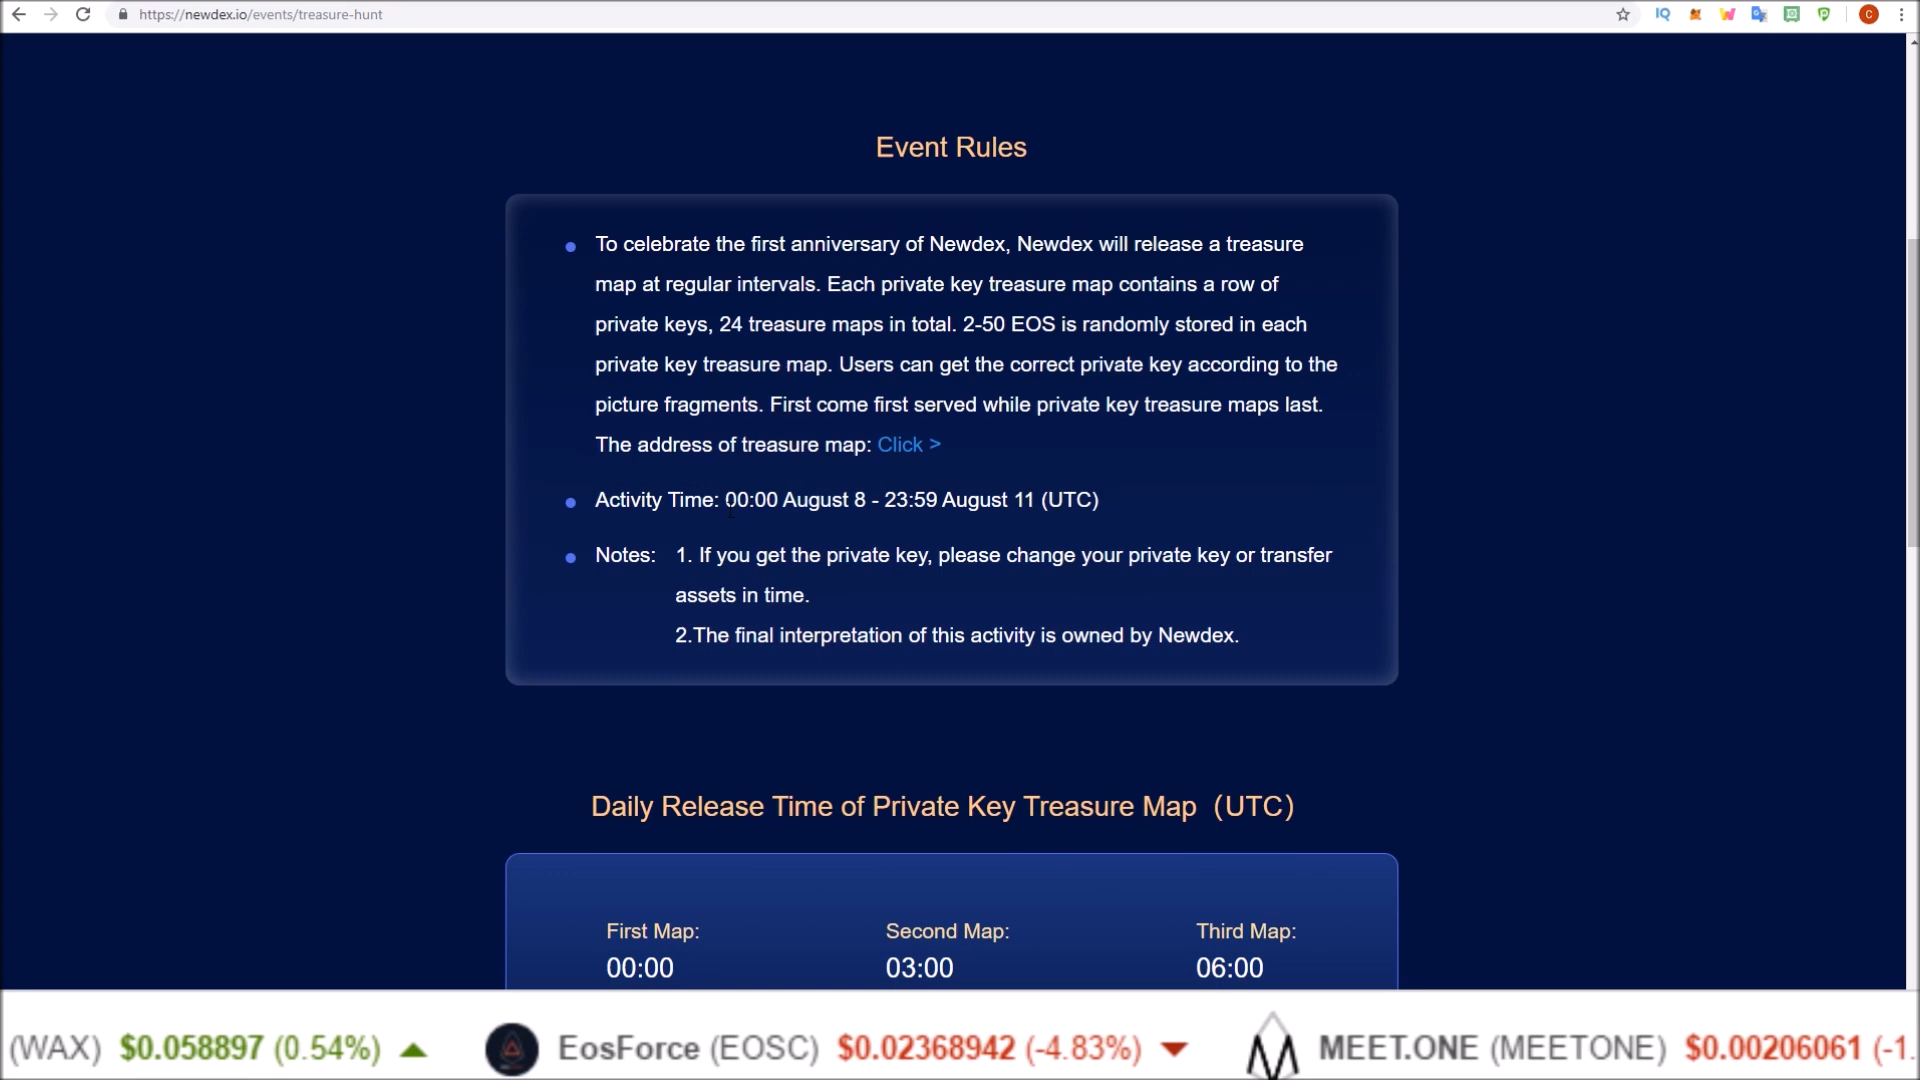 https://newdex.io/events/treasure-hunt
Event Rules
To celebrate the first anniversary of Newdex, Newdex will release a treasure
map at regular intervals. Each private key treasure map contains a row of
private keys, 24 treasure maps in total. 2-50 EOS is randomly stored in each
private key treasure map. Users can get the correct private key according to the
picture fragments. First come first served while private key treasure maps last.
The address of treasure map: Click >
Activity Time: 00:00 August 8 - 23:59 August 11 (UTC)
Notes: 1. If you get the private key, please change your private key or transfer
assets in time.
2.The final interpretation of this activity is owned by Newdex.
Daily Release Time of Private Key Treasure Map（UTC）
First Map: Second Map: Third Map:
00:00 03:00 06:00
(WAX) $0.058897 (0.54%) EosForce (EOSC) $0.02368942 (-4.83%) MEET.ONE (MEETONE) $0.00206061 (-1.